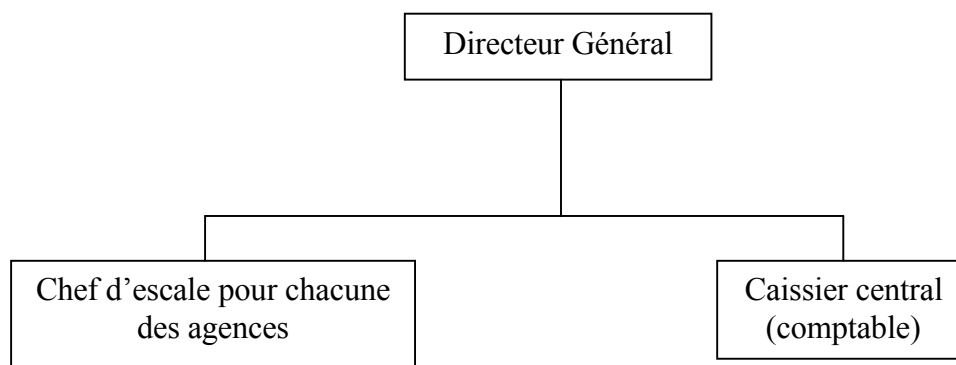 Directeur Général
Chef d’escale pour chacune
des agences
Caissier central
(comptable)